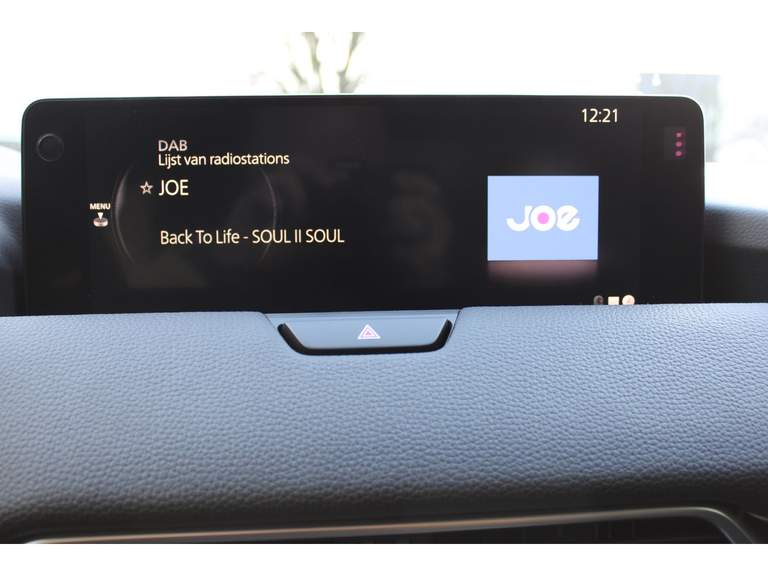 12:21
DAB
Lijst van radiostations
☆ JOE
MENU
Back To Life - SOUL II SOUL
JOe